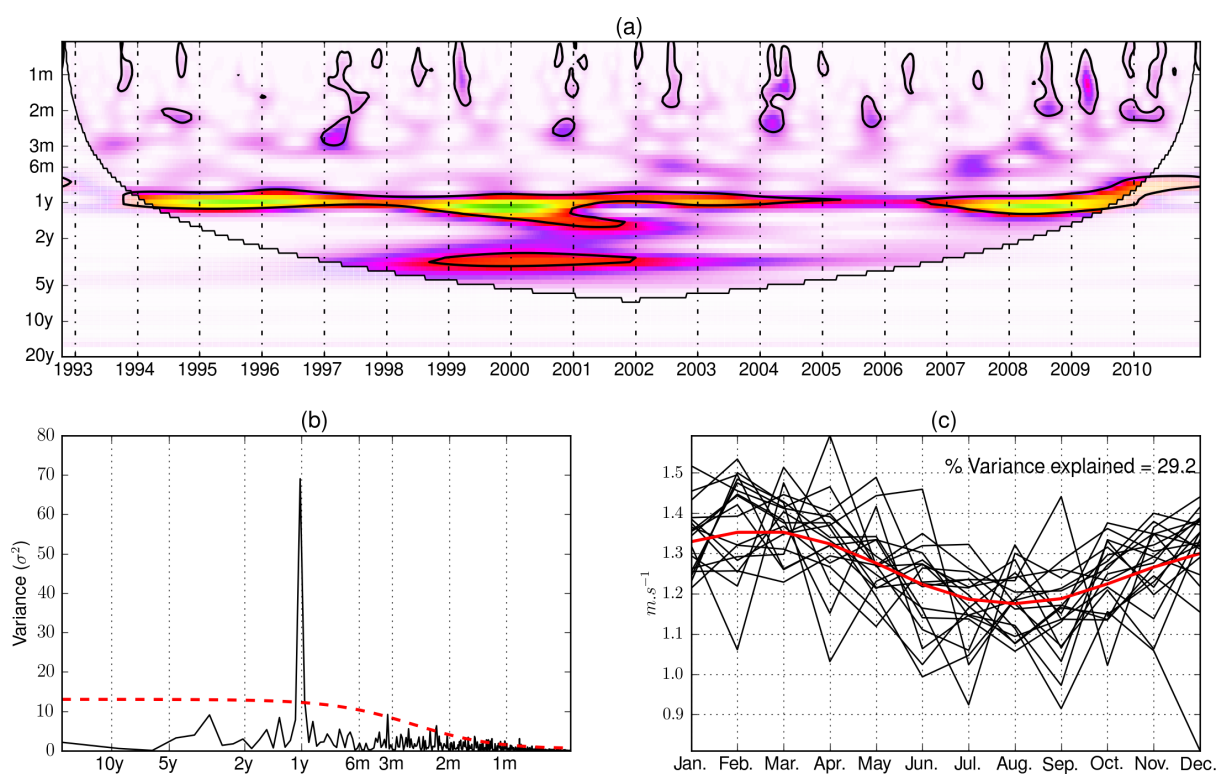 (a)
1m
2m
3m
6m
1y
2y
5y
10y
20y
1993 1994 1995 1996 1997 1998 1999 2000 2001 2002 2003 2004 2005 2006 2007 2008 2009 2010
(b)
80
70
60
50
40
30
20
10
0
Variance (σ²)
10y 5y 2y 1y 6m 3m 2m 1m
(c)
% Variance explained = 29.2
1.5
1.4
1.3
1.2
1.1
1.0
0.9
m.s⁻¹
Jan. Feb. Mar. Apr. May. Jun. Jul. Aug. Sep. Oct. Nov. Dec.